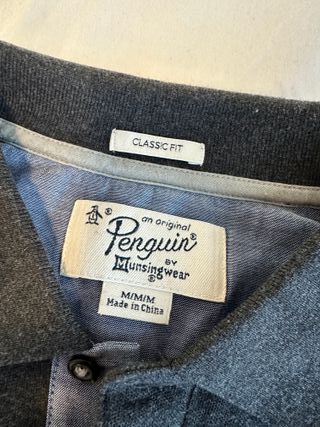 CLASSIC FIT
an original
Penguin®
BY
Munsingwear®
M/M/M
Made in China